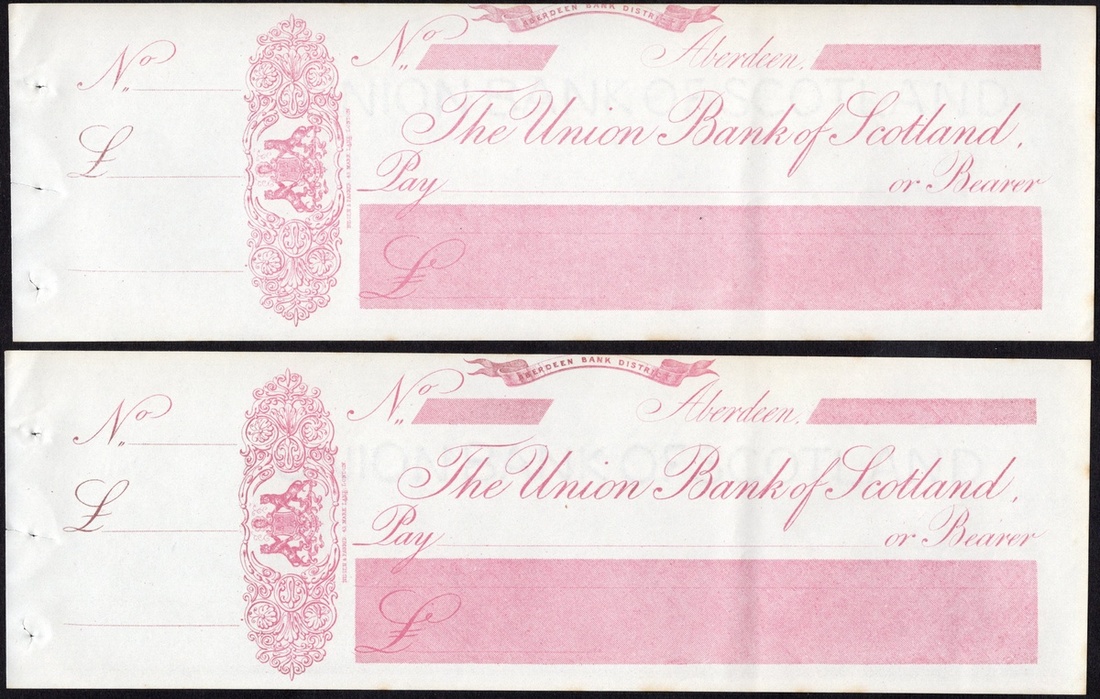 ABERDEEN BANK DISTRICT
No
No
Aberdeen,
£
The Union Bank of Scotland,
Pay or Bearer
£
ABERDEEN BANK DISTRICT
No
No
Aberdeen,
£
The Union Bank of Scotland,
Pay or Bearer
£